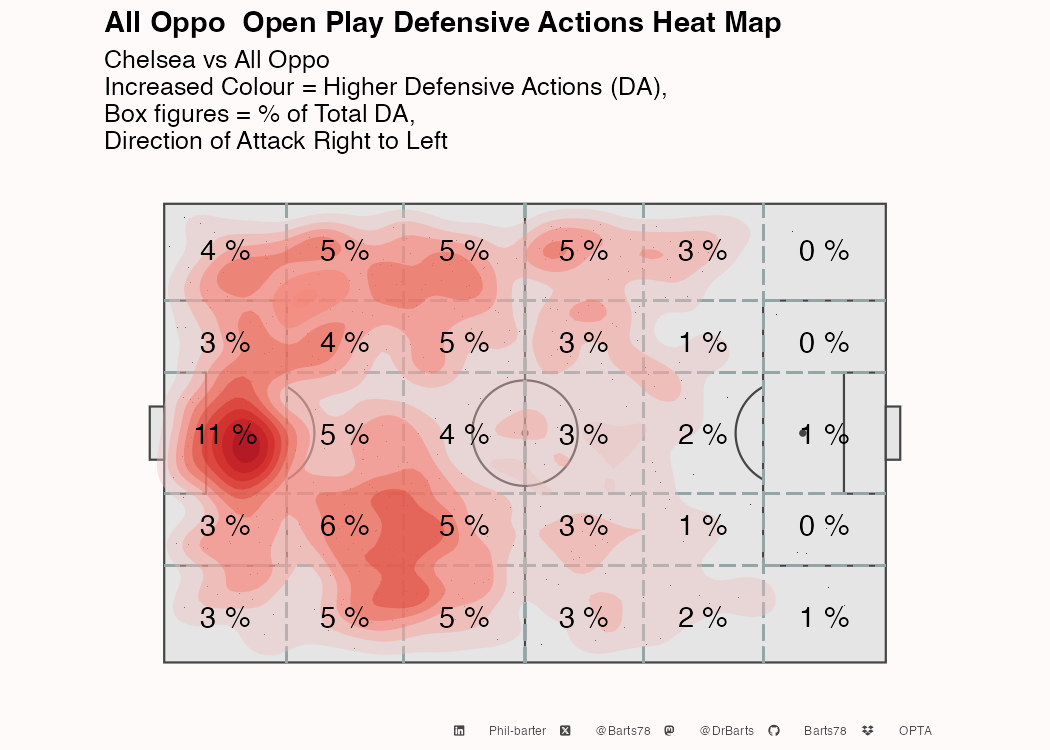 All Oppo  Open Play Defensive Actions Heat Map
Chelsea vs All Oppo
Increased Colour = Higher Defensive Actions (DA),
Box figures = % of Total DA,
Direction of Attack Right to Left
4 % 5 % 5 % 5 % 3 % 0 %
3 % 4 % 5 % 3 % 1 % 0 %
11 % 5 % 4 % 3 % 2 % 1 %
3 % 6 % 5 % 3 % 1 % 0 %
3 % 5 % 5 % 3 % 2 % 1 %
Phil-barter @Barts78 @DrBarts Barts78 OPTA